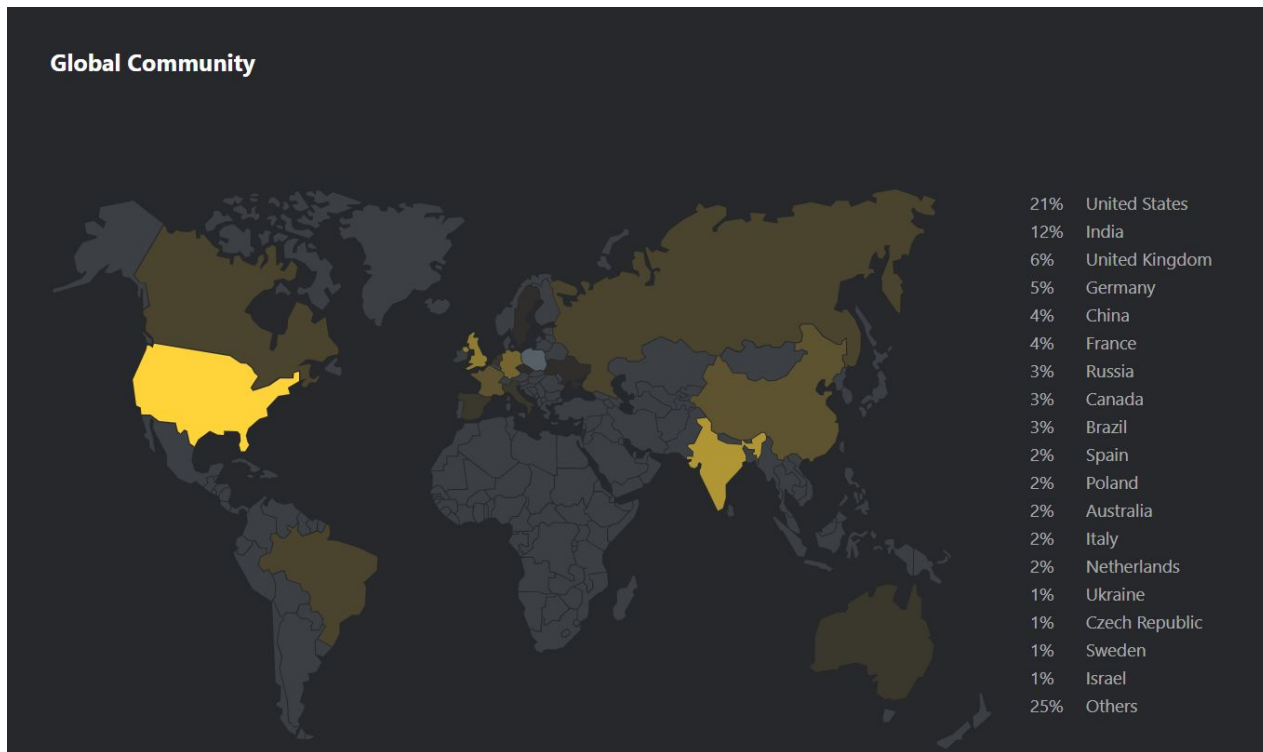 Global Community
21% United States
12% India
6% United Kingdom
5% Germany
4% China
4% France
3% Russia
3% Canada
3% Brazil
2% Spain
2% Poland
2% Australia
2% Italy
2% Netherlands
1% Ukraine
1% Czech Republic
1% Sweden
1% Israel
25% Others